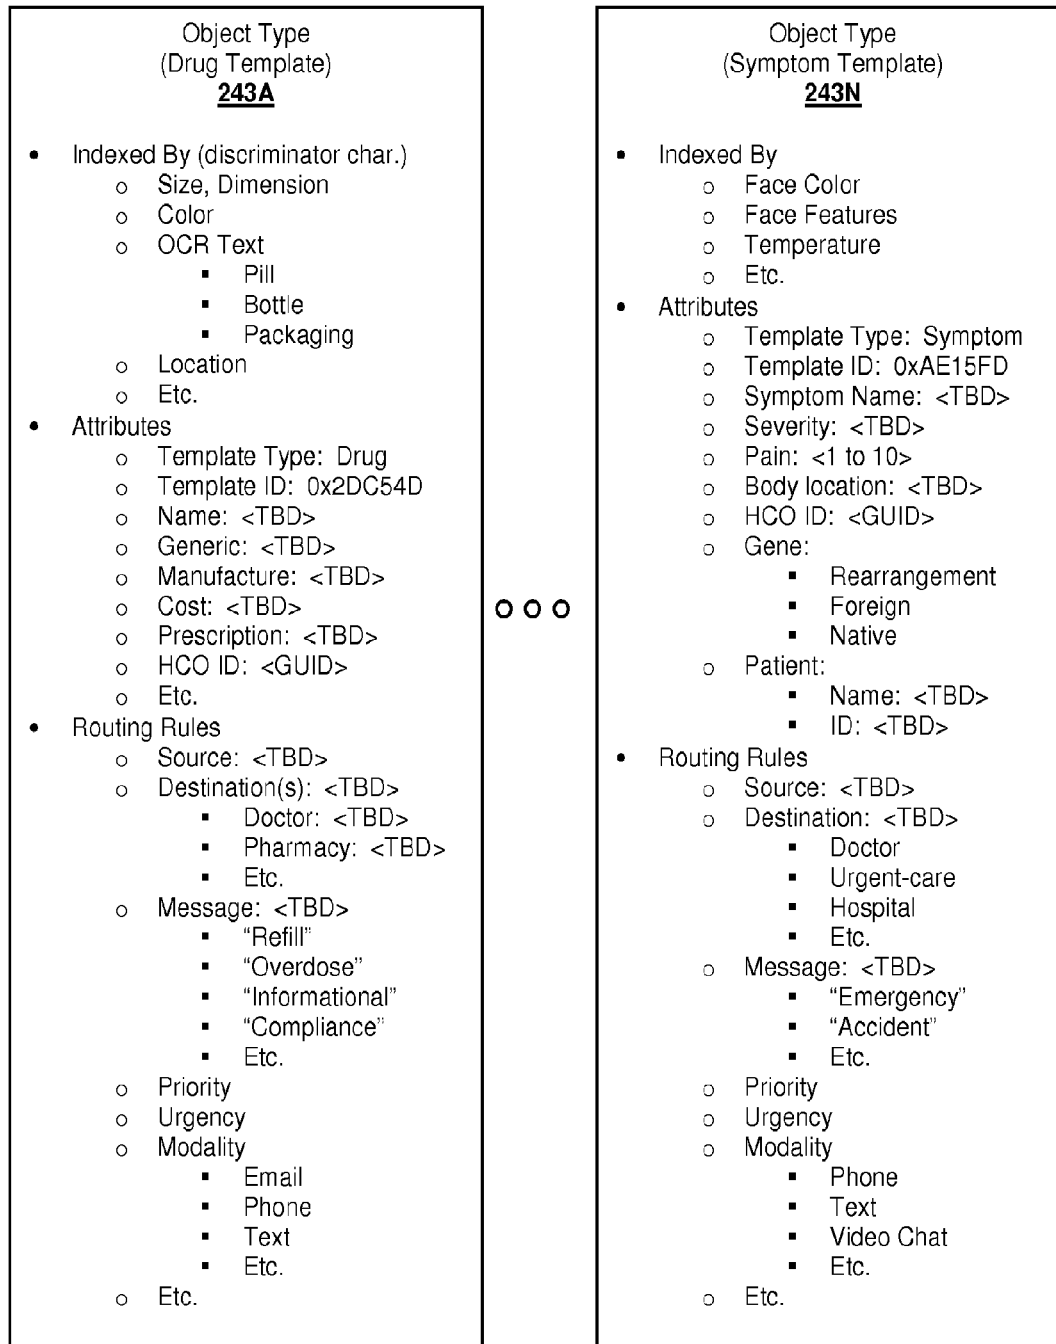 Object Type
(Drug Template)
243A
• Indexed By (discriminator char.)
o Size, Dimension
o Color
o OCR Text
▪ Pill
▪ Bottle
▪ Packaging
o Location
o Etc.
• Attributes
o Template Type: Drug
o Template ID: 0x2DC54D
o Name: <TBD>
o Generic: <TBD>
o Manufacture: <TBD>
o Cost: <TBD>
o Prescription: <TBD>
o HCO ID: <GUID>
o Etc.
• Routing Rules
o Source: <TBD>
o Destination(s): <TBD>
▪ Doctor: <TBD>
▪ Pharmacy: <TBD>
▪ Etc.
o Message: <TBD>
▪ “Refill”
▪ “Overdose”
▪ “Informational”
▪ “Compliance”
▪ Etc.
o Priority
o Urgency
o Modality
▪ Email
▪ Phone
▪ Text
▪ Etc.
o Etc.
Object Type
(Symptom Template)
243N
• Indexed By
o Face Color
o Face Features
o Temperature
o Etc.
• Attributes
o Template Type: Symptom
o Template ID: 0xAE15FD
o Symptom Name: <TBD>
o Severity: <TBD>
o Pain: <1 to 10>
o Body location: <TBD>
o HCO ID: <GUID>
o Gene:
▪ Rearrangement
▪ Foreign
▪ Native
o Patient:
▪ Name: <TBD>
▪ ID: <TBD>
• Routing Rules
o Source: <TBD>
o Destination: <TBD>
▪ Doctor
▪ Urgent-care
▪ Hospital
▪ Etc.
o Message: <TBD>
▪ “Emergency”
▪ “Accident”
▪ Etc.
o Priority
o Urgency
o Modality
▪ Phone
▪ Text
▪ Video Chat
▪ Etc.
o Etc.